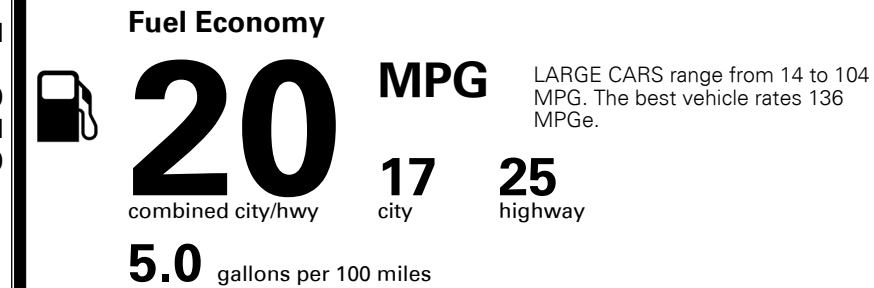 Fuel Economy
20 MPG
LARGE CARS range from 14 to 104
MPG. The best vehicle rates 136
MPGe.
17 25
combined city/hwy city highway
5.0 gallons per 100 miles